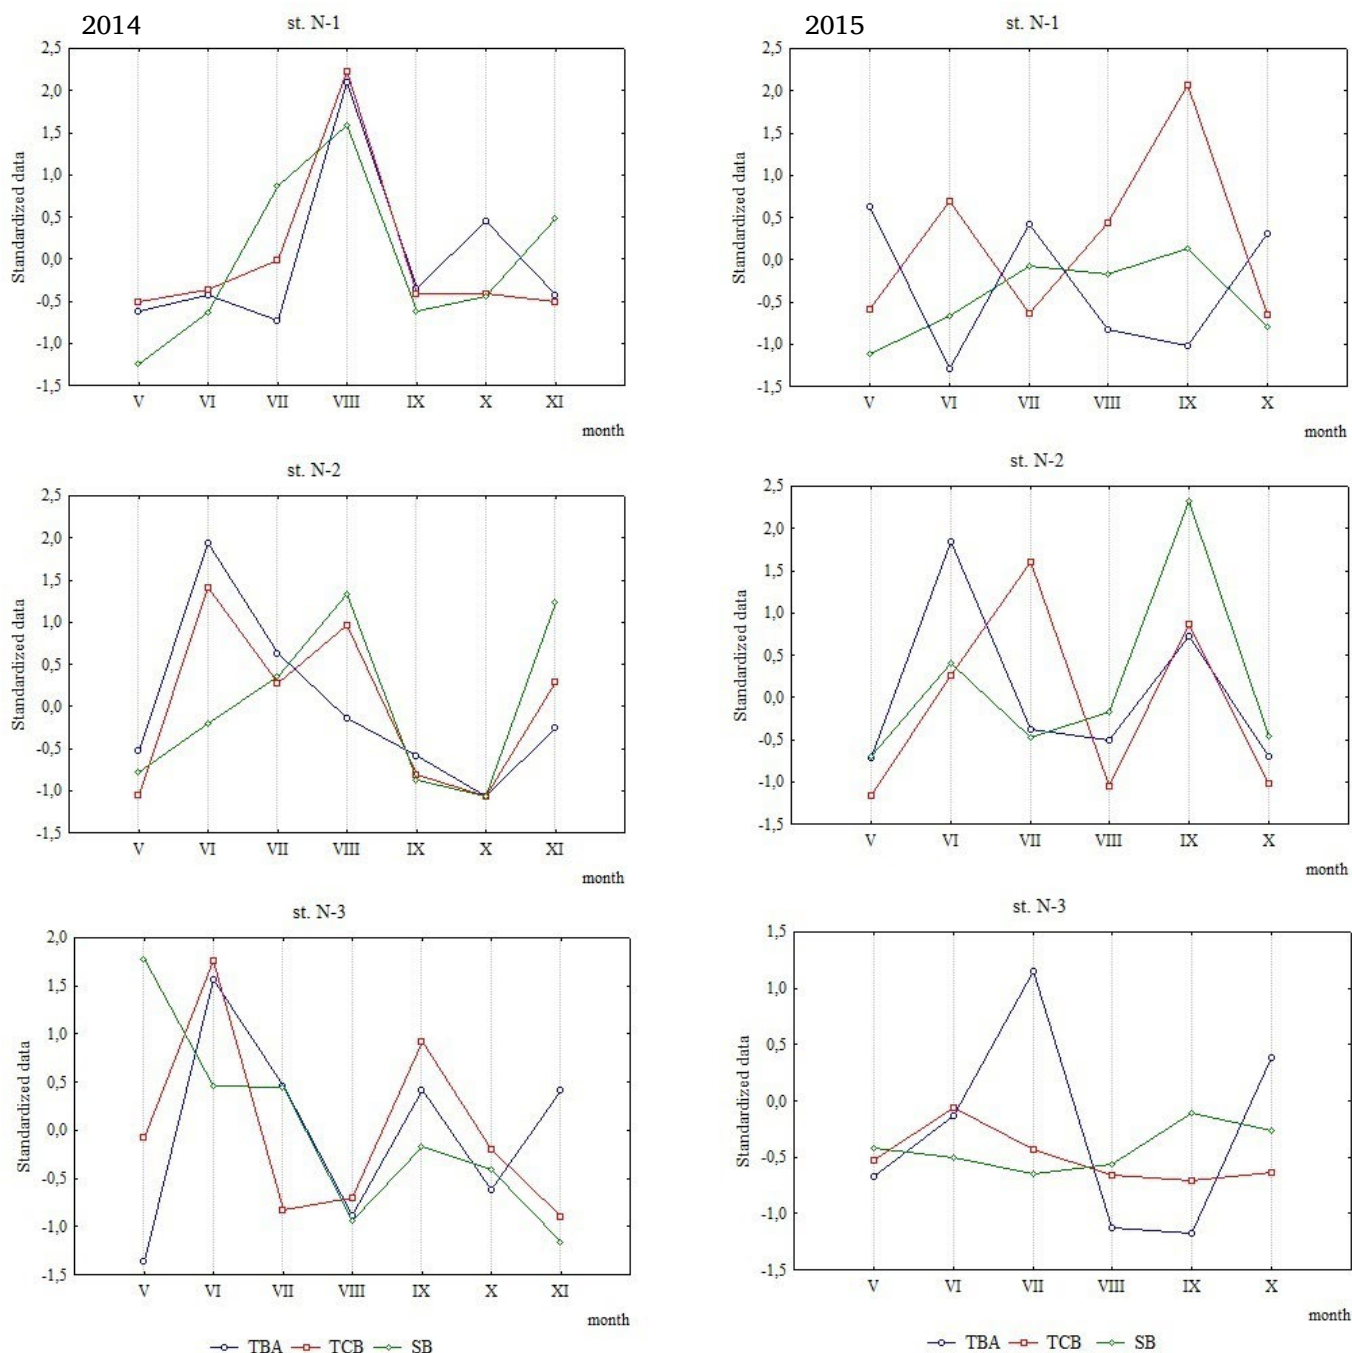 2014
st. N-1
2,5
2,0
1,5
1,0
0,5
0,0
-0,5
-1,0
-1,5
Standardized data
V VI VII VIII IX X XI
month
2015
st. N-1
2,5
2,0
1,5
1,0
0,5
0,0
-0,5
-1,0
-1,5
Standardized data
V VI VII VIII IX X
month
st. N-2
2,5
2,0
1,5
1,0
0,5
0,0
-0,5
-1,0
-1,5
Standardized data
V VI VII VIII IX X XI
month
st. N-2
2,5
2,0
1,5
1,0
0,5
0,0
-0,5
-1,0
-1,5
Standardized data
V VI VII VIII IX X
month
st. N-3
2,0
1,5
1,0
0,5
0,0
-0,5
-1,0
-1,5
Standardized data
V VI VII VIII IX X XI
month
TBA TCB SB
st. N-3
1,5
1,0
0,5
0,0
-0,5
-1,0
-1,5
Standardized data
V VI VII VIII IX X
month
TBA TCB SB